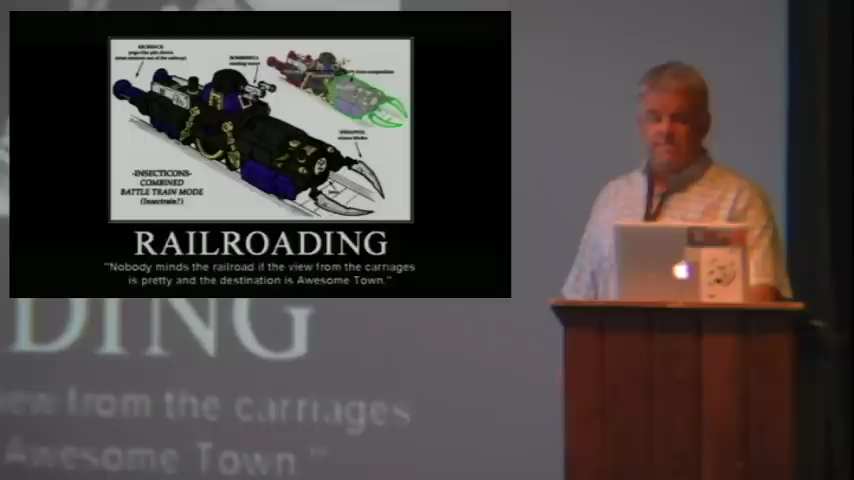 -INSECTICONS-
COMBINED
BATTLE TRAIN MODE
(Insectrain?)
RAILROADING
"Nobody minds the railroad if the view from the carriages
is pretty and the destination is Awesome Town."
DING
view from the carriages
Awesome Town."